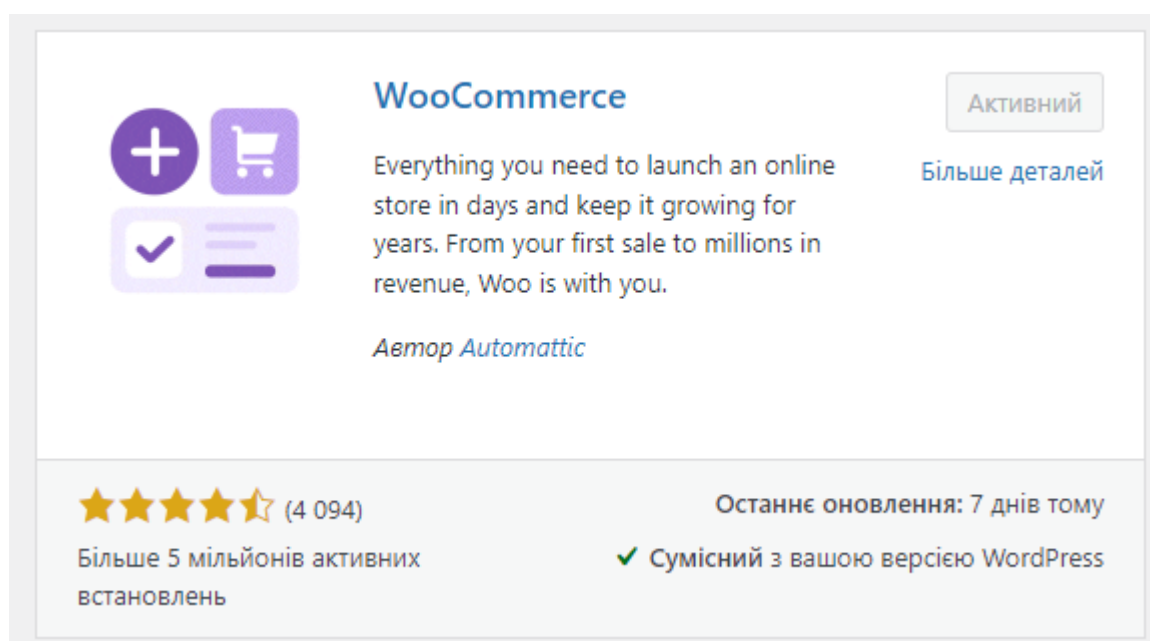 WooCommerce
Активний
Everything you need to launch an online
store in days and keep it growing for
years. From your first sale to millions in
revenue, Woo is with you.
Більше деталей
Автор Automattic
(4 094)
Більше 5 мільйонів активних
встановлень
Останнє оновлення: 7 днів тому
Сумісний з вашою версією WordPress